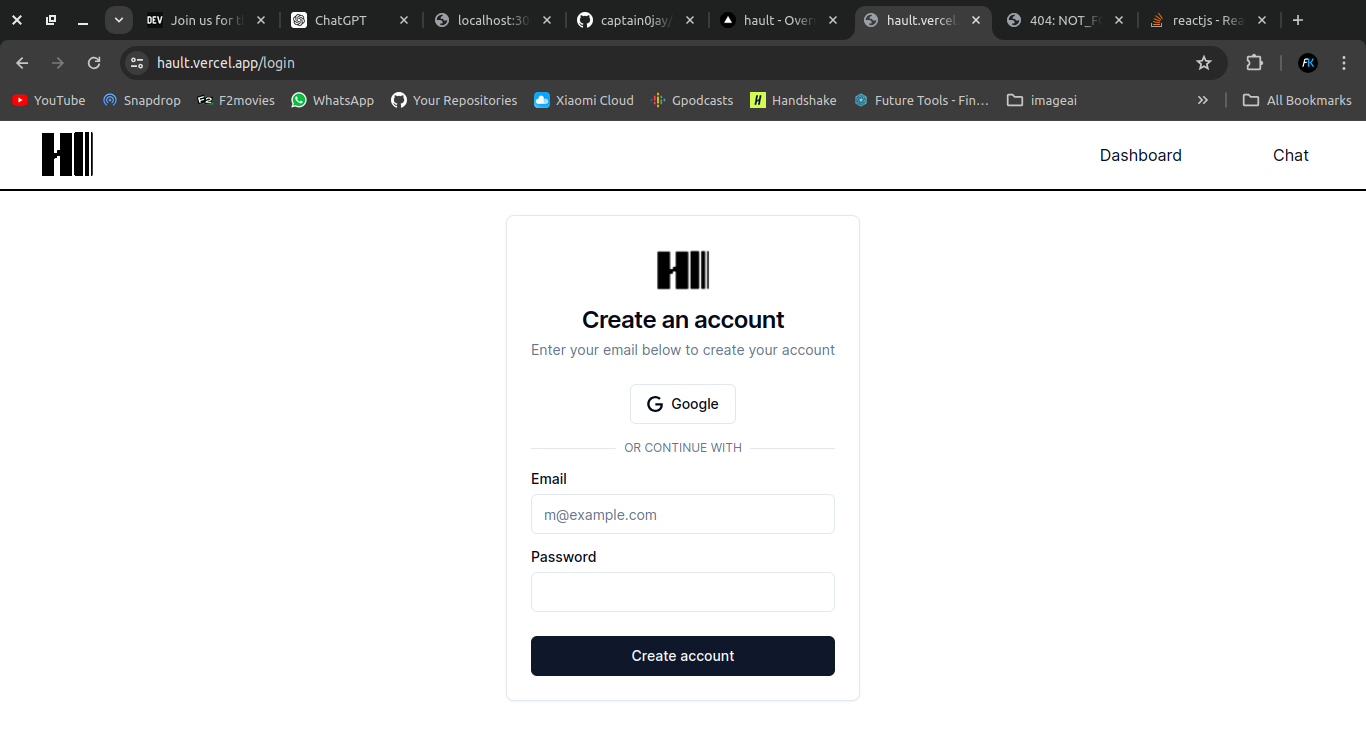 DEV Join us for t
ChatGPT
localhost:30
captain0jay/
hault - Over
hault.vercel.
404: NOT_FO
reactjs - Rea
hault.vercel.app/login
YouTube
Snapdrop
F2movies
WhatsApp
Your Repositories
Xiaomi Cloud
Gpodcasts
Handshake
Future Tools - Fin…
imageai
All Bookmarks
Dashboard
Chat
Create an account
Enter your email below to create your account
Google
OR CONTINUE WITH
Email
m@example.com
Password
Create account